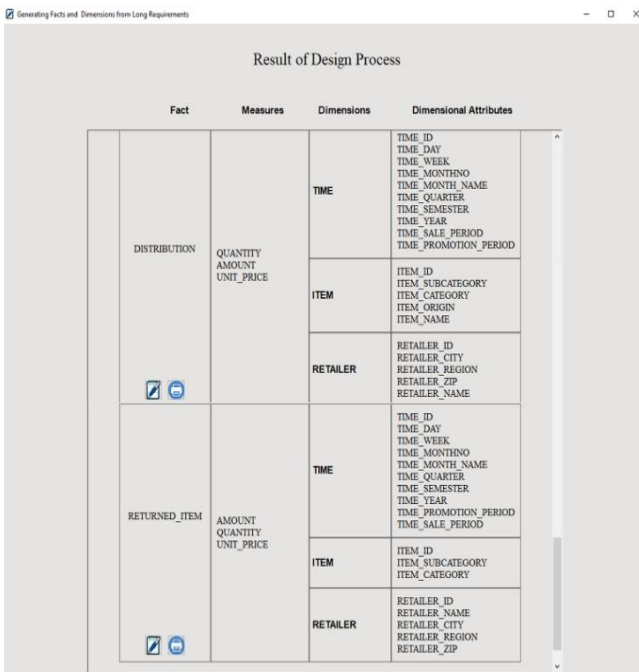 Generating Facts and Dimensions from Long Requirements
Result of Design Process
Fact Measures Dimensions Dimensional Attributes
DISTRIBUTION
QUANTITY
AMOUNT
UNIT_PRICE
TIME
TIME_ID
TIME_DAY
TIME_WEEK
TIME_MONTHNO
TIME_MONTH_NAME
TIME_QUARTER
TIME_SEMESTER
TIME_YEAR
TIME_SALE_PERIOD
TIME_PROMOTION_PERIOD
ITEM
ITEM_ID
ITEM_SUBCATEGORY
ITEM_CATEGORY
ITEM_ORIGIN
ITEM_NAME
RETAILER
RETAILER_ID
RETAILER_CITY
RETAILER_REGION
RETAILER_ZIP
RETAILER_NAME
RETURNED_ITEM
AMOUNT
QUANTITY
UNIT_PRICE
TIME
TIME_ID
TIME_DAY
TIME_WEEK
TIME_MONTHNO
TIME_MONTH_NAME
TIME_QUARTER
TIME_SEMESTER
TIME_YEAR
TIME_PROMOTION_PERIOD
TIME_SALE_PERIOD
ITEM
ITEM_ID
ITEM_SUBCATEGORY
ITEM_CATEGORY
RETAILER
RETAILER_ID
RETAILER_NAME
RETAILER_CITY
RETAILER_REGION
RETAILER_ZIP